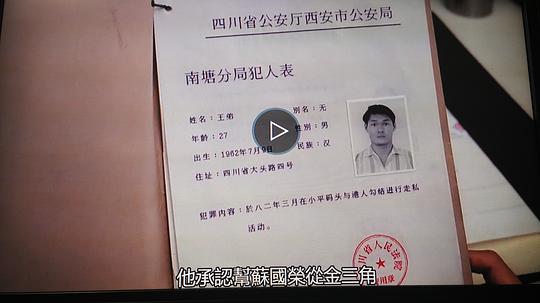 四川省公安厅西安市公安局
南塘分局犯人表
姓名：王弟　別名：无
年龄：27　性別：男
出生：1962年7月9日　民族：汉
住址：四川省大头路四号
犯罪内容：於八二年三月在小平码头与港人勾结进行走私
活动。
川省人民法院
他承認幫蘇國榮從金三角